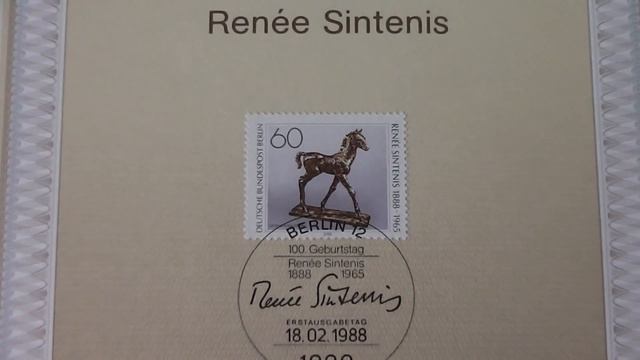 Renée Sintenis
60
DEUTSCHE BUNDESPOST BERLIN
RENÉE SINTENIS 1888-1965
BERLIN 12
100. Geburtstag
Renée Sintenis
1888 1965
Renée Sintenis
ERSTAUSGABETAG
18.02.1988